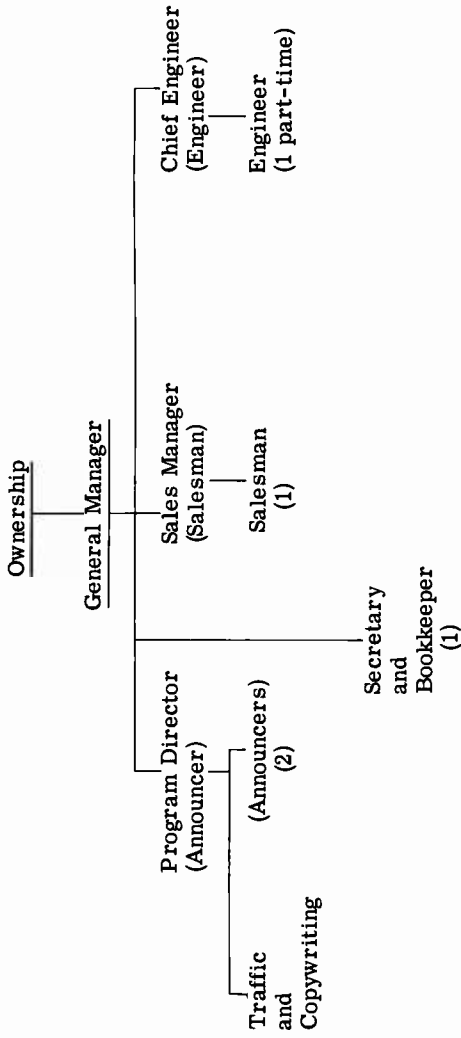 Ownership
General Manager
Program Director
(Announcer)
Sales Manager
(Salesman)
Chief Engineer
(Engineer)
Traffic
and
Copywriting
(Announcers)
(2)
Salesman
(1)
Engineer
(1 part-time)
Secretary
and
Bookkeeper
(1)